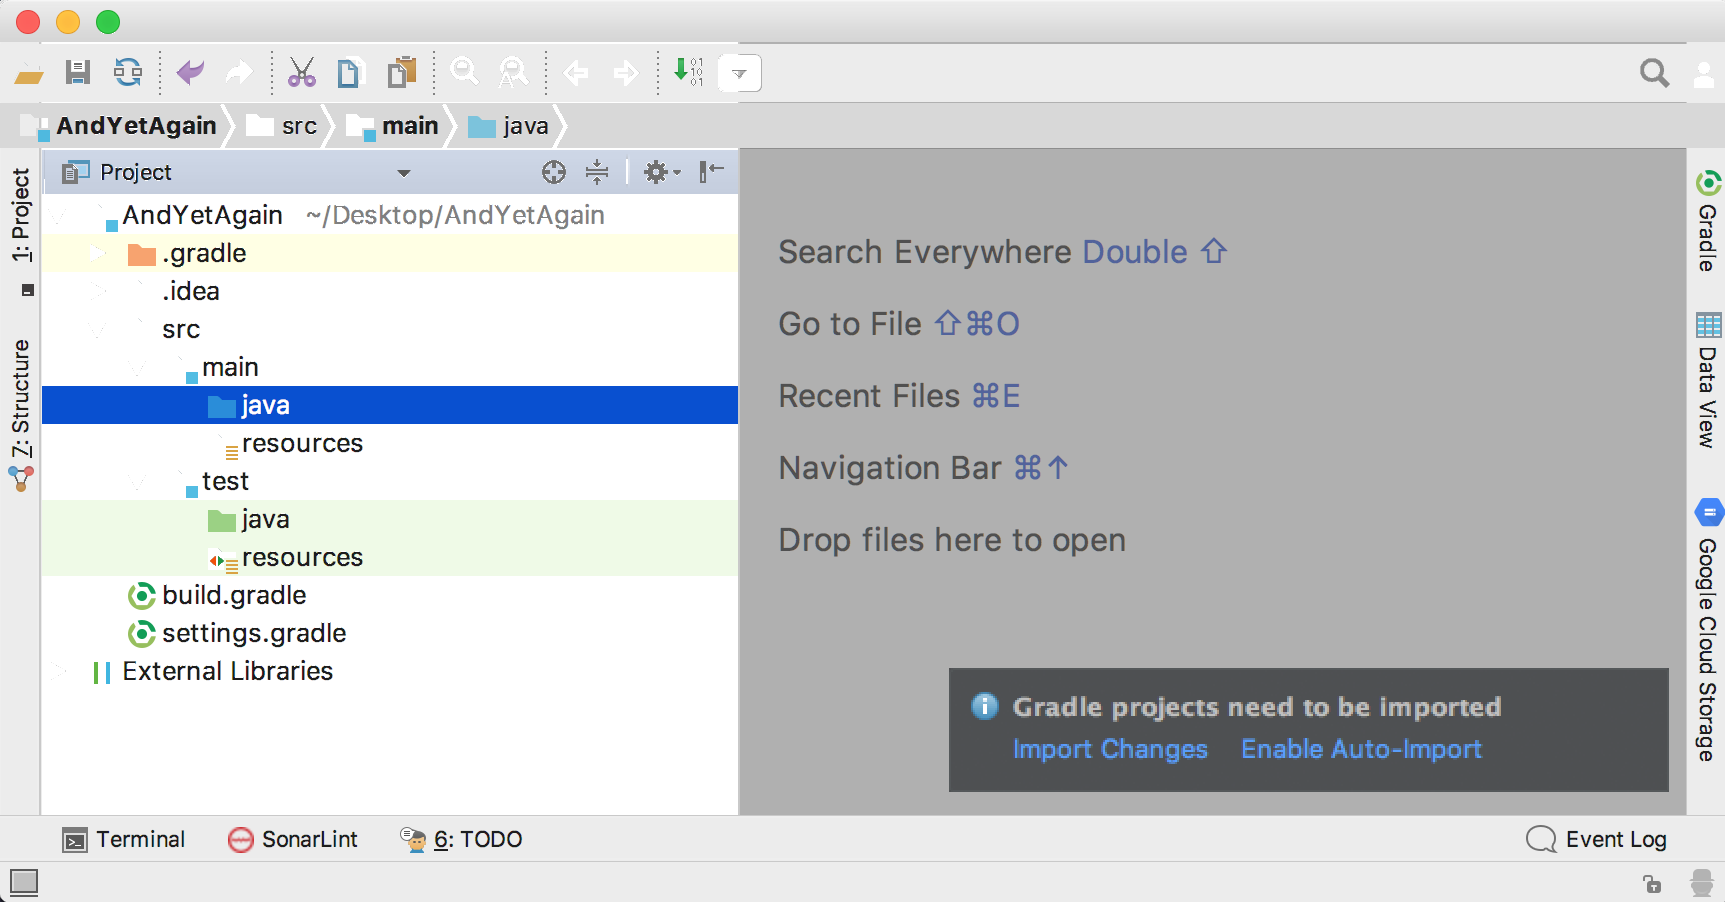 AndYetAgain src main java
Project
AndYetAgain ~/Desktop/AndYetAgain
.gradle
.idea
src
main
java
resources
test
java
resources
build.gradle
settings.gradle
External Libraries
1: Project
7: Structure
Search Everywhere Double ⇧
Go to File ⇧⌘O
Recent Files ⌘E
Navigation Bar ⌘↑
Drop files here to open
Gradle projects need to be imported
Import Changes Enable Auto-Import
Gradle
Data View
Google Cloud Storage
Terminal SonarLint 6: TODO Event Log